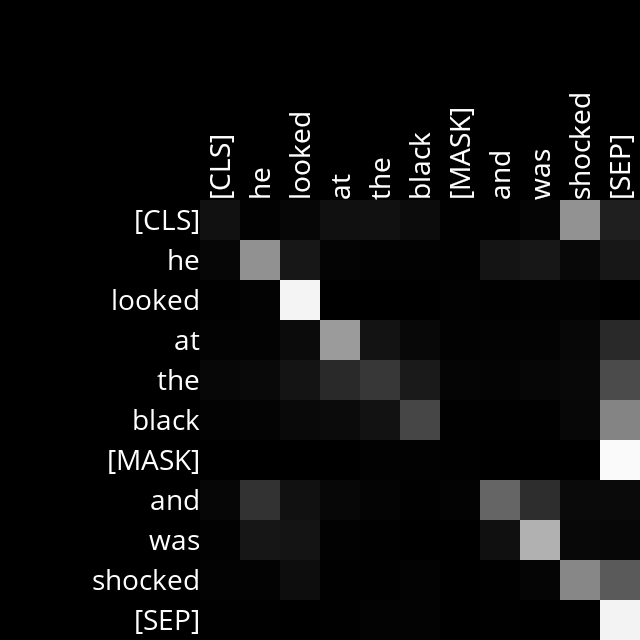 [CLS] he looked at the black [MASK] and was shocked [SEP]
[CLS]
he
looked
at
the
black
[MASK]
and
was
shocked
[SEP]